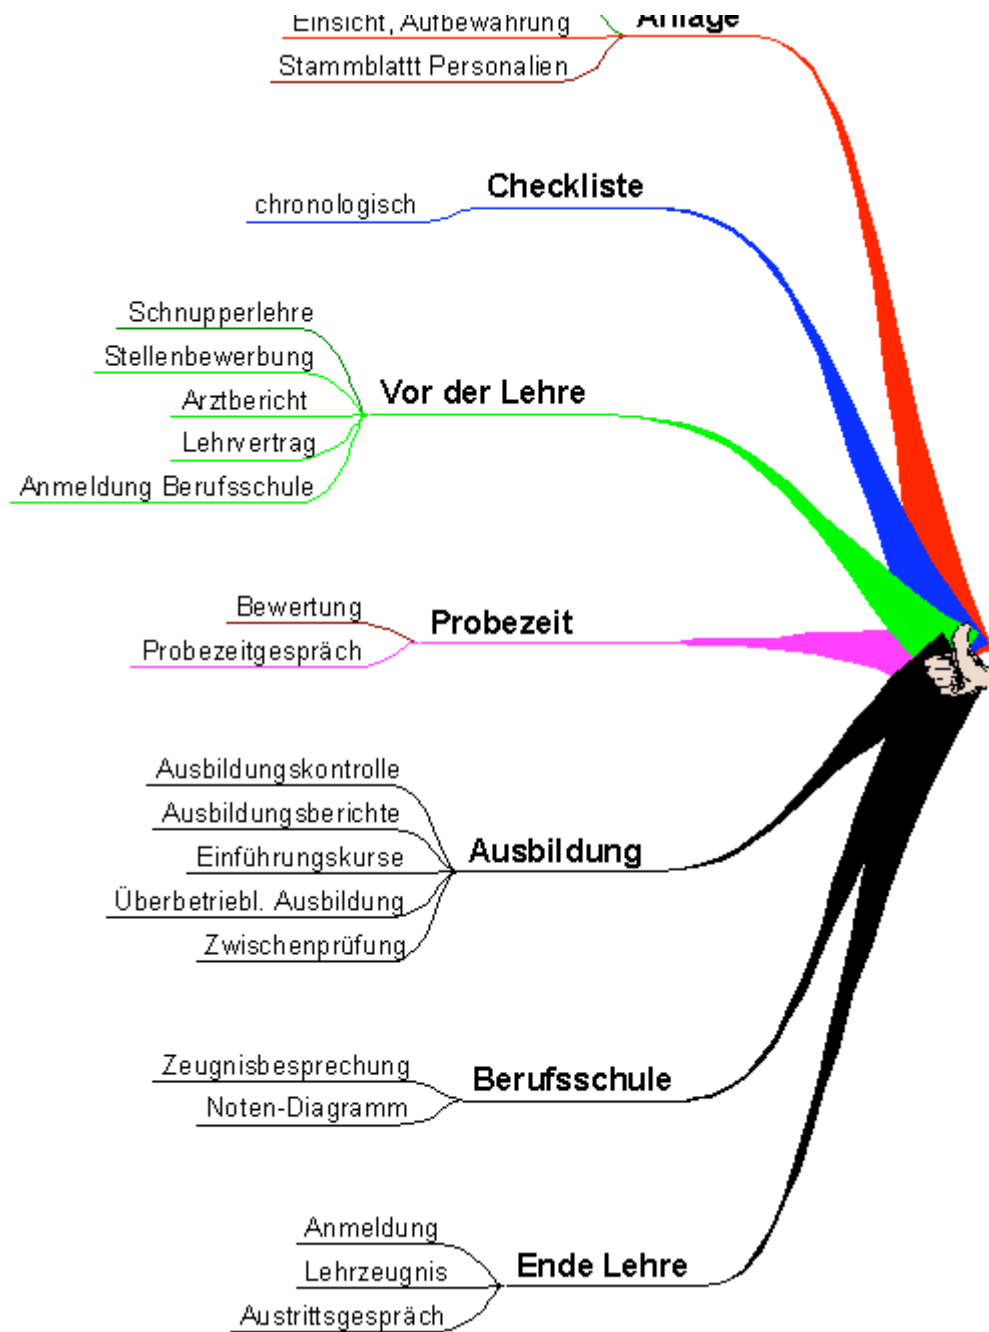 Anlage
Einsicht, Aufbewahrung
Stammblattt Personalien
Checkliste
chronologisch
Vor der Lehre
Schnupperlehre
Stellenbewerbung
Arztbericht
Lehrvertrag
Anmeldung Berufsschule
Probezeit
Bewertung
Probezeitgespräch
Ausbildung
Ausbildungskontrolle
Ausbildungsberichte
Einführungskurse
Überbetriebl. Ausbildung
Zwischenprüfung
Berufsschule
Zeugnisbesprechung
Noten-Diagramm
Ende Lehre
Anmeldung
Lehrzeugnis
Austrittsgespräch